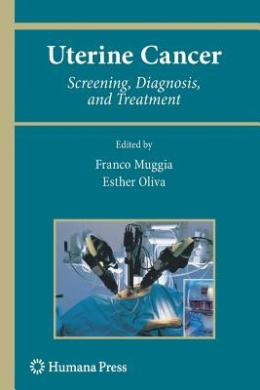 Uterine Cancer
Screening, Diagnosis,
and Treatment
Edited by
Franco Muggia
Esther Oliva
Humana Press